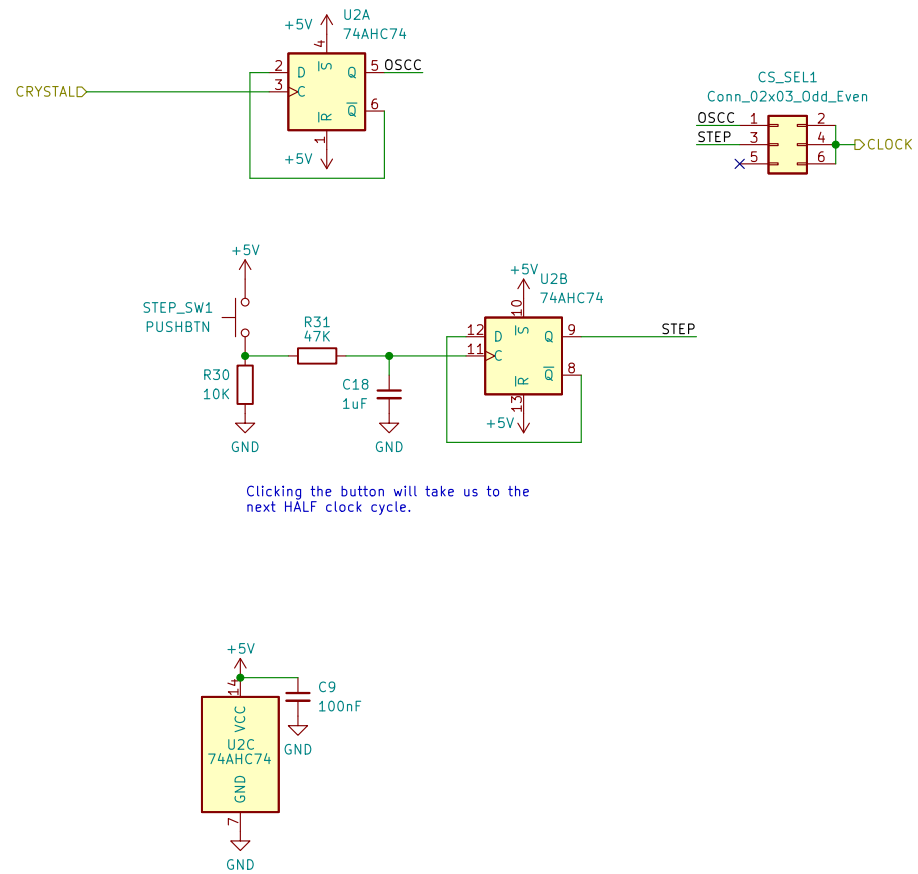 +5V
U2A
74AHC74
4
S
2
D
Q
5
OSCC
CRYSTAL
3
C
Q
6
R
1
+5V
CS_SEL1
Conn_02x03_Odd_Even
OSCC
1
2
STEP
3
4
CLOCK
5
6
+5V
STEP_SW1
PUSHBTN
R31
47K
R30
10K
GND
C18
1uF
GND
+5V
U2B
74AHC74
10
S
12
D
Q
9
STEP
11
C
Q
8
R
13
+5V
Clicking the button will take us to the
next HALF clock cycle.
+5V
14
VCC
U2C
74AHC74
GND
7
GND
C9
100nF
GND